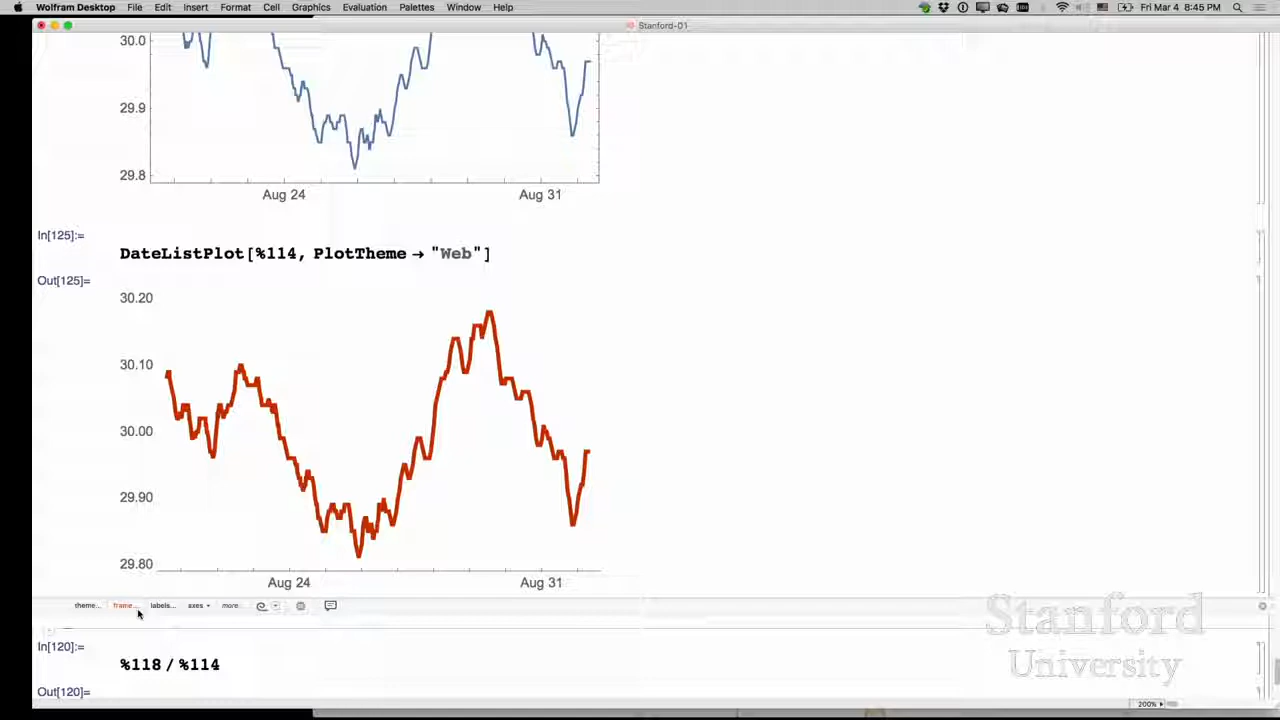 Wolfram Desktop File Edit Insert Format Cell Graphics Evaluation Palettes Window Help Fri Mar 4 8:45 PM
Stanford-01
30.0
29.9
29.8
Aug 24 Aug 31
In[125]:=
DateListPlot[%114, PlotTheme → "Web"]
Out[125]=
30.20
30.10
30.00
29.90
29.80
Aug 24 Aug 31
theme... frame... labels... axes more...
In[120]:=
%118 / %114
Out[120]=
Stanford
University
200%